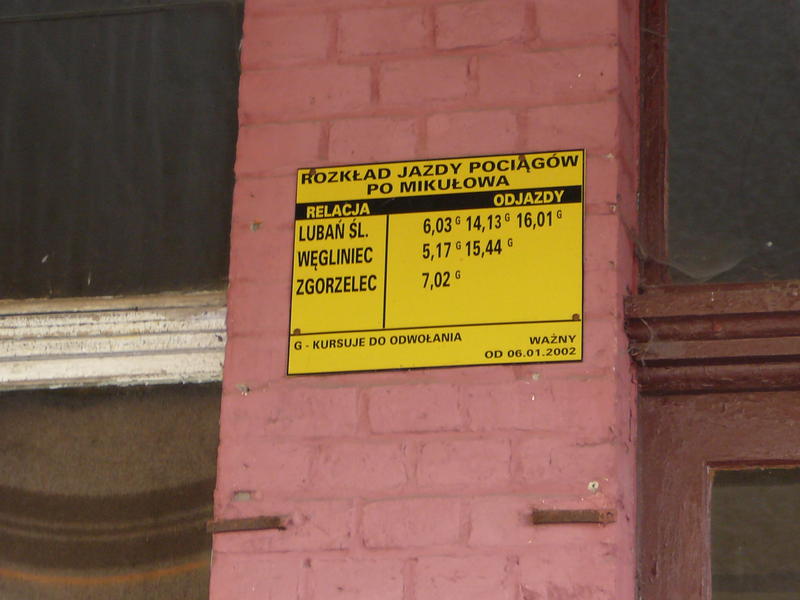 ROZKŁAD JAZDY POCIĄGÓW
PO MIKUŁOWA
RELACJA ODJAZDY
LUBAŃ ŚL. 6,03 G 14,13 G 16,01 G
WĘGLINIEC 5,17 G 15,44 G
ZGORZELEC 7,02 G
G - KURSUJE DO ODWOŁANIA WAŻNY
OD 06.01.2002